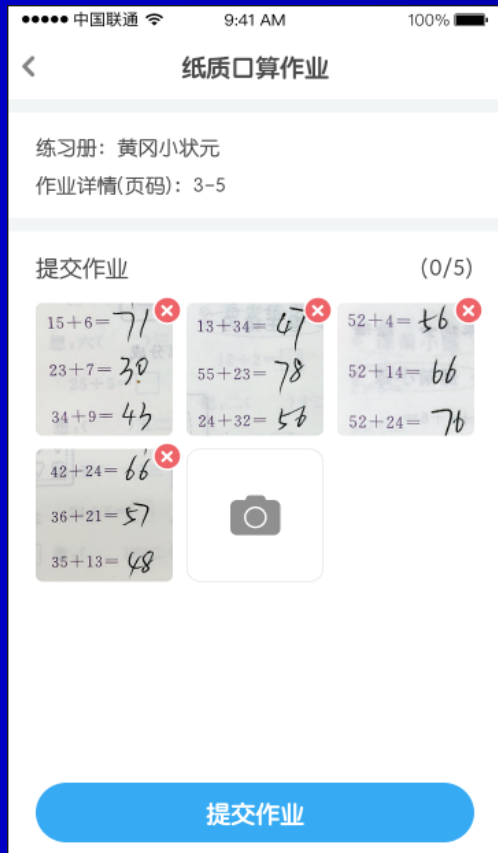 中国联通 9:41 AM 100%
纸质口算作业
练习册：黄冈小状元
作业详情(页码)：3-5
提交作业 (0/5)
15+6=71 13+34=47 52+4=56
23+7=30 55+23=78 52+14=66
34+9=43 24+32=56 52+24=76
42+24=66
36+21=57
35+13=48
提交作业